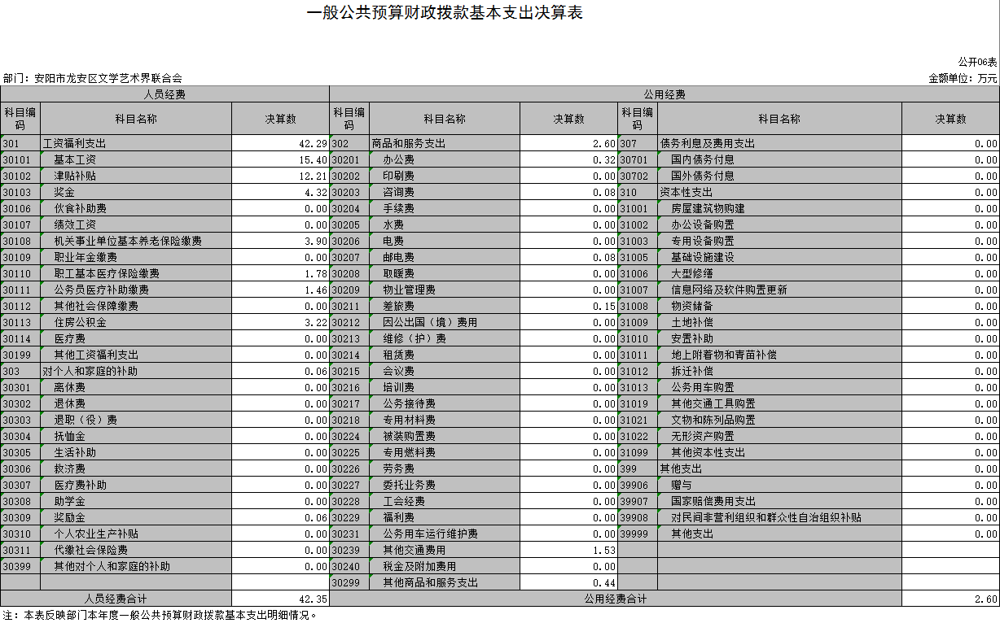 一般公共预算财政拨款基本支出决算表
公开06表
部门：安阳市龙安区文学艺术界联合会 金额单位：万元
人员经费 公用经费
科目编码 科目名称 决算数 科目编码 科目名称 决算数 科目编码 科目名称 决算数
301 工资福利支出 42.29 302 商品和服务支出 2.60 307 债务利息及费用支出 0.00
30101 基本工资 15.40 30201 办公费 0.32 30701 国内债务付息 0.00
30102 津贴补贴 12.21 30202 印刷费 0.00 30702 国外债务付息 0.00
30103 奖金 4.32 30203 咨询费 0.08 310 资本性支出 0.00
30106 伙食补助费 0.00 30204 手续费 0.00 31001 房屋建筑物购建 0.00
30107 绩效工资 0.00 30205 水费 0.00 31002 办公设备购置 0.00
30108 机关事业单位基本养老保险缴费 3.90 30206 电费 0.00 31003 专用设备购置 0.00
30109 职业年金缴费 0.00 30207 邮电费 0.08 31005 基础设施建设 0.00
30110 职工基本医疗保险缴费 1.78 30208 取暖费 0.00 31006 大型修缮 0.00
30111 公务员医疗补助缴费 1.46 30209 物业管理费 0.00 31007 信息网络及软件购置更新 0.00
30112 其他社会保障缴费 0.00 30211 差旅费 0.15 31008 物资储备 0.00
30113 住房公积金 3.22 30212 因公出国（境）费用 0.00 31009 土地补偿 0.00
30114 医疗费 0.00 30213 维修（护）费 0.00 31010 安置补助 0.00
30199 其他工资福利支出 0.00 30214 租赁费 0.00 31011 地上附着物和青苗补偿 0.00
303 对个人和家庭的补助 0.06 30215 会议费 0.00 31012 拆迁补偿 0.00
30301 离休费 0.00 30216 培训费 0.00 31013 公务用车购置 0.00
30302 退休费 0.00 30217 公务接待费 0.00 31019 其他交通工具购置 0.00
30303 退职（役）费 0.00 30218 专用材料费 0.00 31021 文物和陈列品购置 0.00
30304 抚恤金 0.00 30224 被装购置费 0.00 31022 无形资产购置 0.00
30305 生活补助 0.00 30225 专用燃料费 0.00 31099 其他资本性支出 0.00
30306 救济费 0.00 30226 劳务费 0.00 399 其他支出 0.00
30307 医疗费补助 0.00 30227 委托业务费 0.00 39906 赠与 0.00
30308 助学金 0.00 30228 工会经费 0.00 39907 国家赔偿费用支出 0.00
30309 奖励金 0.06 30229 福利费 0.00 39908 对民间非营利组织和群众性自治组织补贴 0.00
30310 个人农业生产补贴 0.00 30231 公务用车运行维护费 0.00 39999 其他支出 0.00
30311 代缴社会保险费 0.00 30239 其他交通费用 1.53
30399 其他对个人和家庭的补助 0.00 30240 税金及附加费用 0.00
30299 其他商品和服务支出 0.44
人员经费合计 42.35 公用经费合计 2.60
注：本表反映部门本年度一般公共预算财政拨款基本支出明细情况。